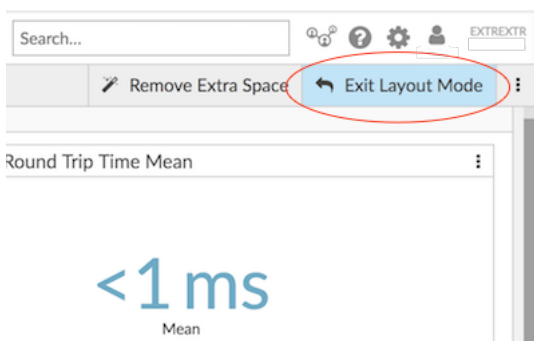 Search...
EXTREXTR
Remove Extra Space
Exit Layout Mode
Round Trip Time Mean
<1 ms
Mean